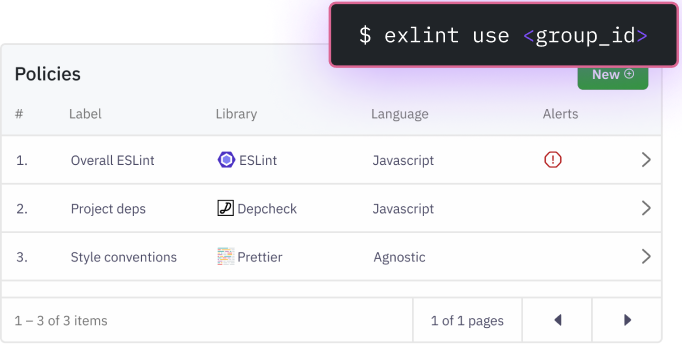 $ exlint use <group_id>
Policies
New
# Label Library Language Alerts
1. Overall ESLint ESLint Javascript
2. Project deps Depcheck Javascript
3. Style conventions Prettier Agnostic
1 – 3 of 3 items 1 of 1 pages